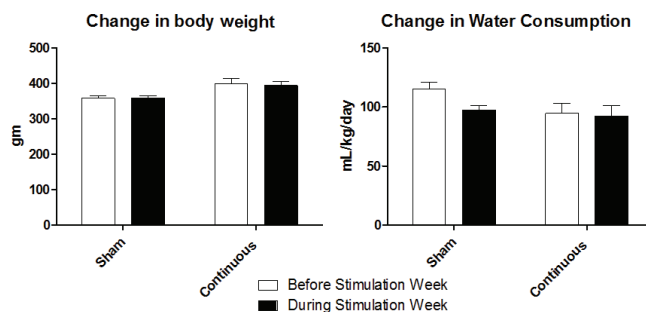 Change in body weight
500
400
300
200
100
0
gm
Sham
Continuous
Change in Water Consumption
150
100
50
0
mL/kg/day
Sham
Continuous
Before Stimulation Week
During Stimulation Week